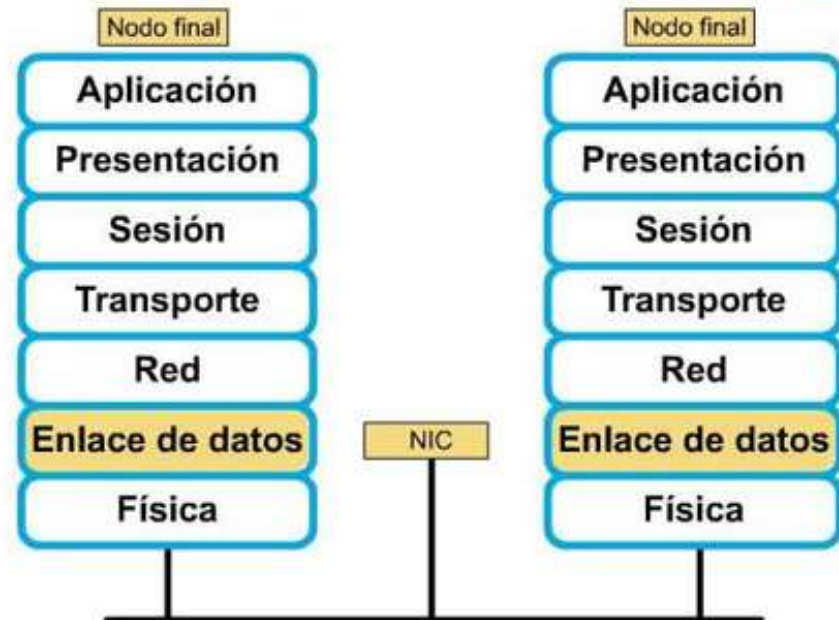 Nodo final
Aplicación
Presentación
Sesión
Transporte
Red
Enlace de datos
Física
NIC
Nodo final
Aplicación
Presentación
Sesión
Transporte
Red
Enlace de datos
Física